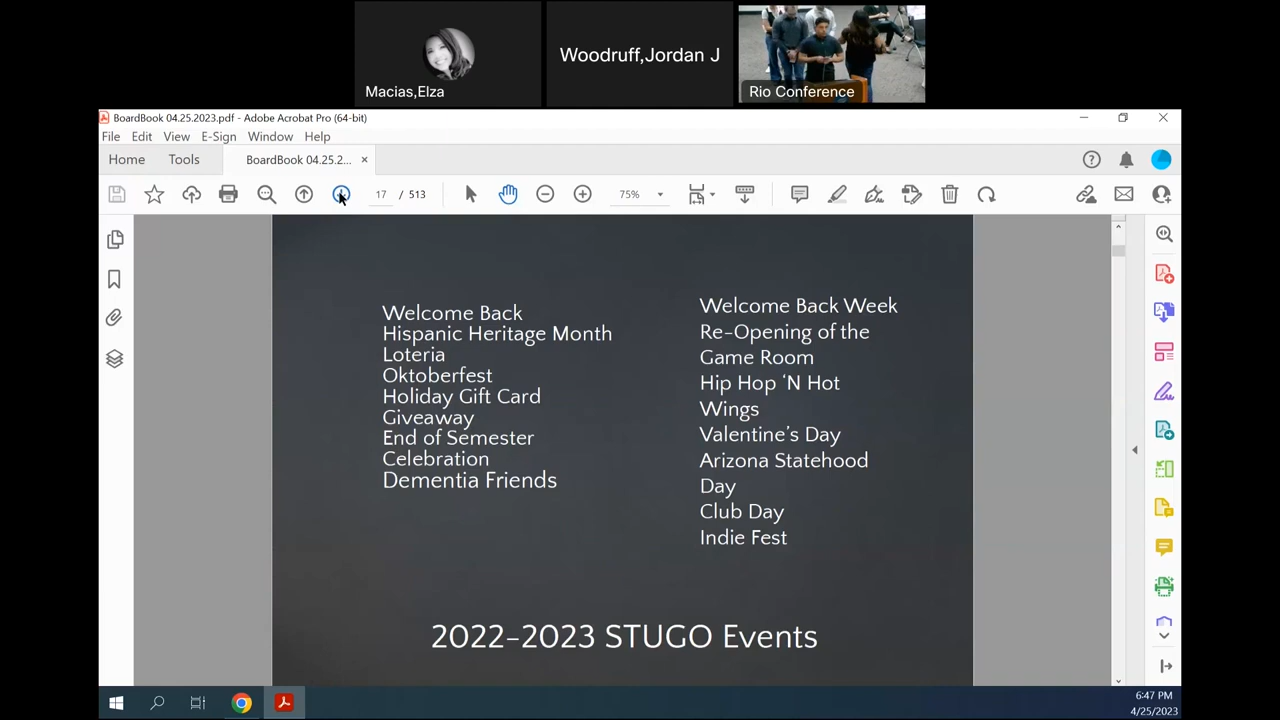 Macias,Elza
Woodruff,Jordan J
Rio Conference
BoardBook 04.25.2023.pdf - Adobe Acrobat Pro (64-bit)
File Edit View E-Sign Window Help
Home Tools BoardBook 04.25.2... ×
17 / 513 75%
Welcome Back
Hispanic Heritage Month
Loteria
Oktoberfest
Holiday Gift Card
Giveaway
End of Semester
Celebration
Dementia Friends
Welcome Back Week
Re-Opening of the
Game Room
Hip Hop ‘N Hot
Wings
Valentine’s Day
Arizona Statehood
Day
Club Day
Indie Fest
2022-2023 STUGO Events
6:47 PM
4/25/2023